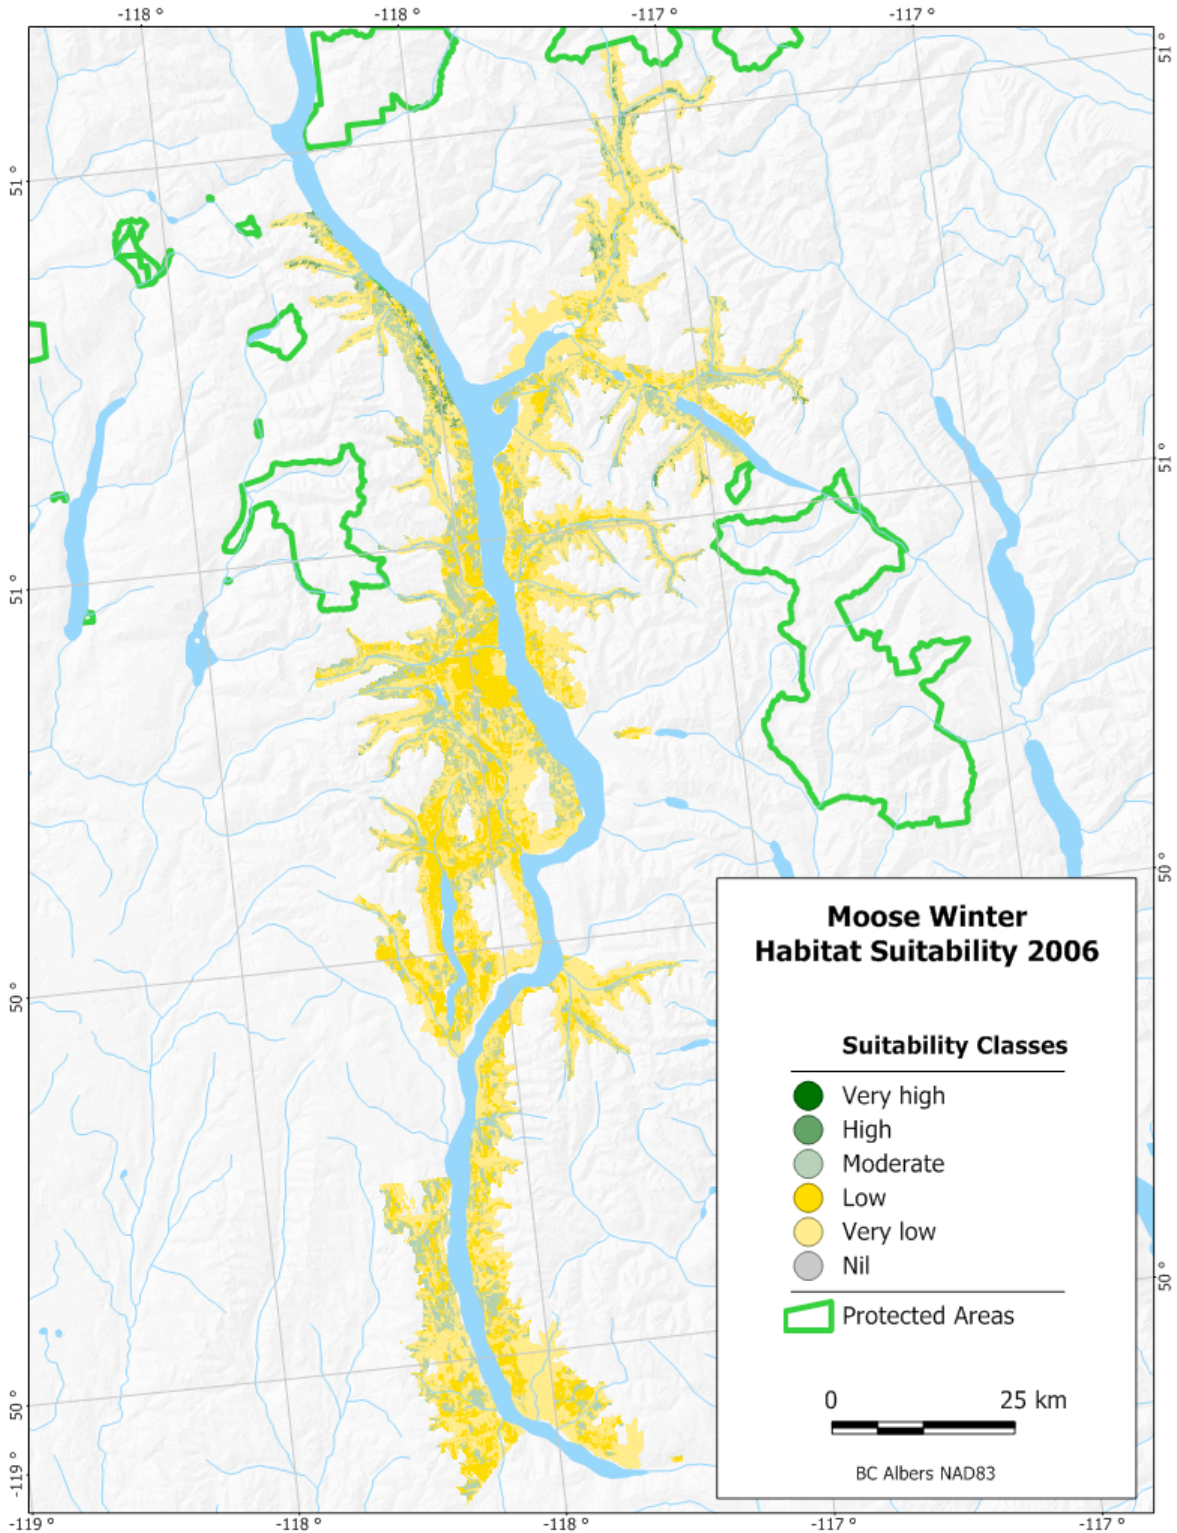 -118 °
-118 °
-117 °
-117 °
51 °
51 °
51 °
51 °
50 °
50 °
50 °
50 °
-119 °
Moose Winter
Habitat Suitability 2006
Suitability Classes
Very high
High
Moderate
Low
Very low
Nil
Protected Areas
0 25 km
BC Albers NAD83
-119 °
-118 °
-118 °
-117 °
-117 °